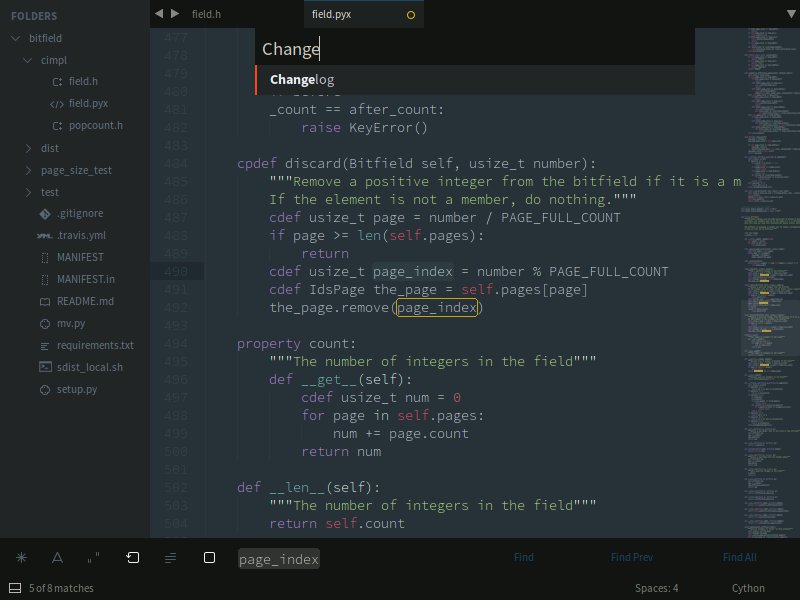 FOLDERS
bitfield
cimpl
field.h
field.pyx
popcount.h
dist
page_size_test
test
.gitignore
.travis.yml
MANIFEST
MANIFEST.in
README.md
mv.py
requirements.txt
sdist_local.sh
setup.py
field.h
field.pyx
Change
Changelog
477
478
479
480
481 _count == after_count:
482 raise KeyError()
483
484 cpdef discard(Bitfield self, usize_t number):
485 """Remove a positive integer from the bitfield if it is a m
486 If the element is not a member, do nothing."""
487 cdef usize_t page = number / PAGE_FULL_COUNT
488 if page >= len(self.pages):
489 return
490 cdef usize_t page_index = number % PAGE_FULL_COUNT
491 cdef IdsPage the_page = self.pages[page]
492 the_page.remove(page_index)
493
494 property count:
495 """The number of integers in the field"""
496 def __get__(self):
497 cdef usize_t num = 0
498 for page in self.pages:
499 num += page.count
500 return num
501
502 def __len__(self):
503 """The number of integers in the field"""
504 return self.count
page_index
Find
Find Prev
Find All
5 of 8 matches
Spaces: 4
Cython